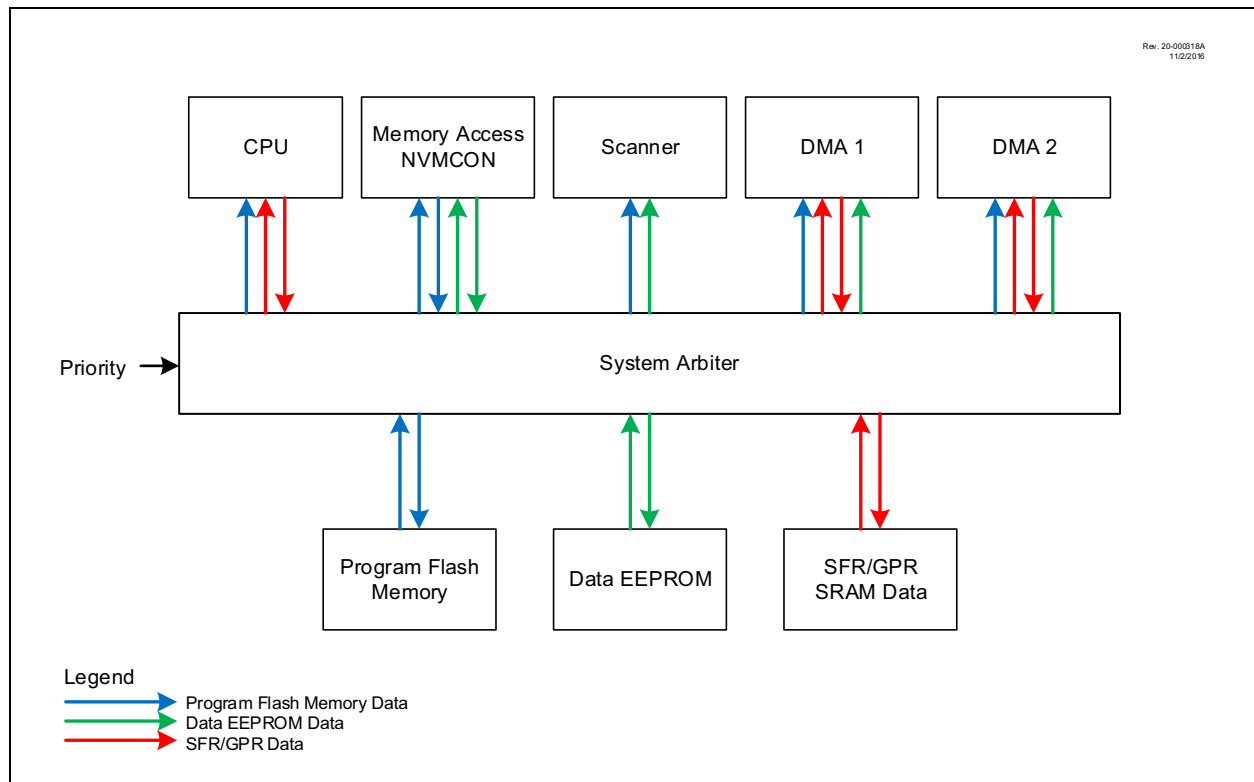 Rev. 20-000318A
11/2/2016
CPU
Memory Access
NVMCON
Scanner
DMA 1
DMA 2
Priority
System Arbiter
Program Flash
Memory
Data EEPROM
SFR/GPR
SRAM Data
Legend
Program Flash Memory Data
Data EEPROM Data
SFR/GPR Data